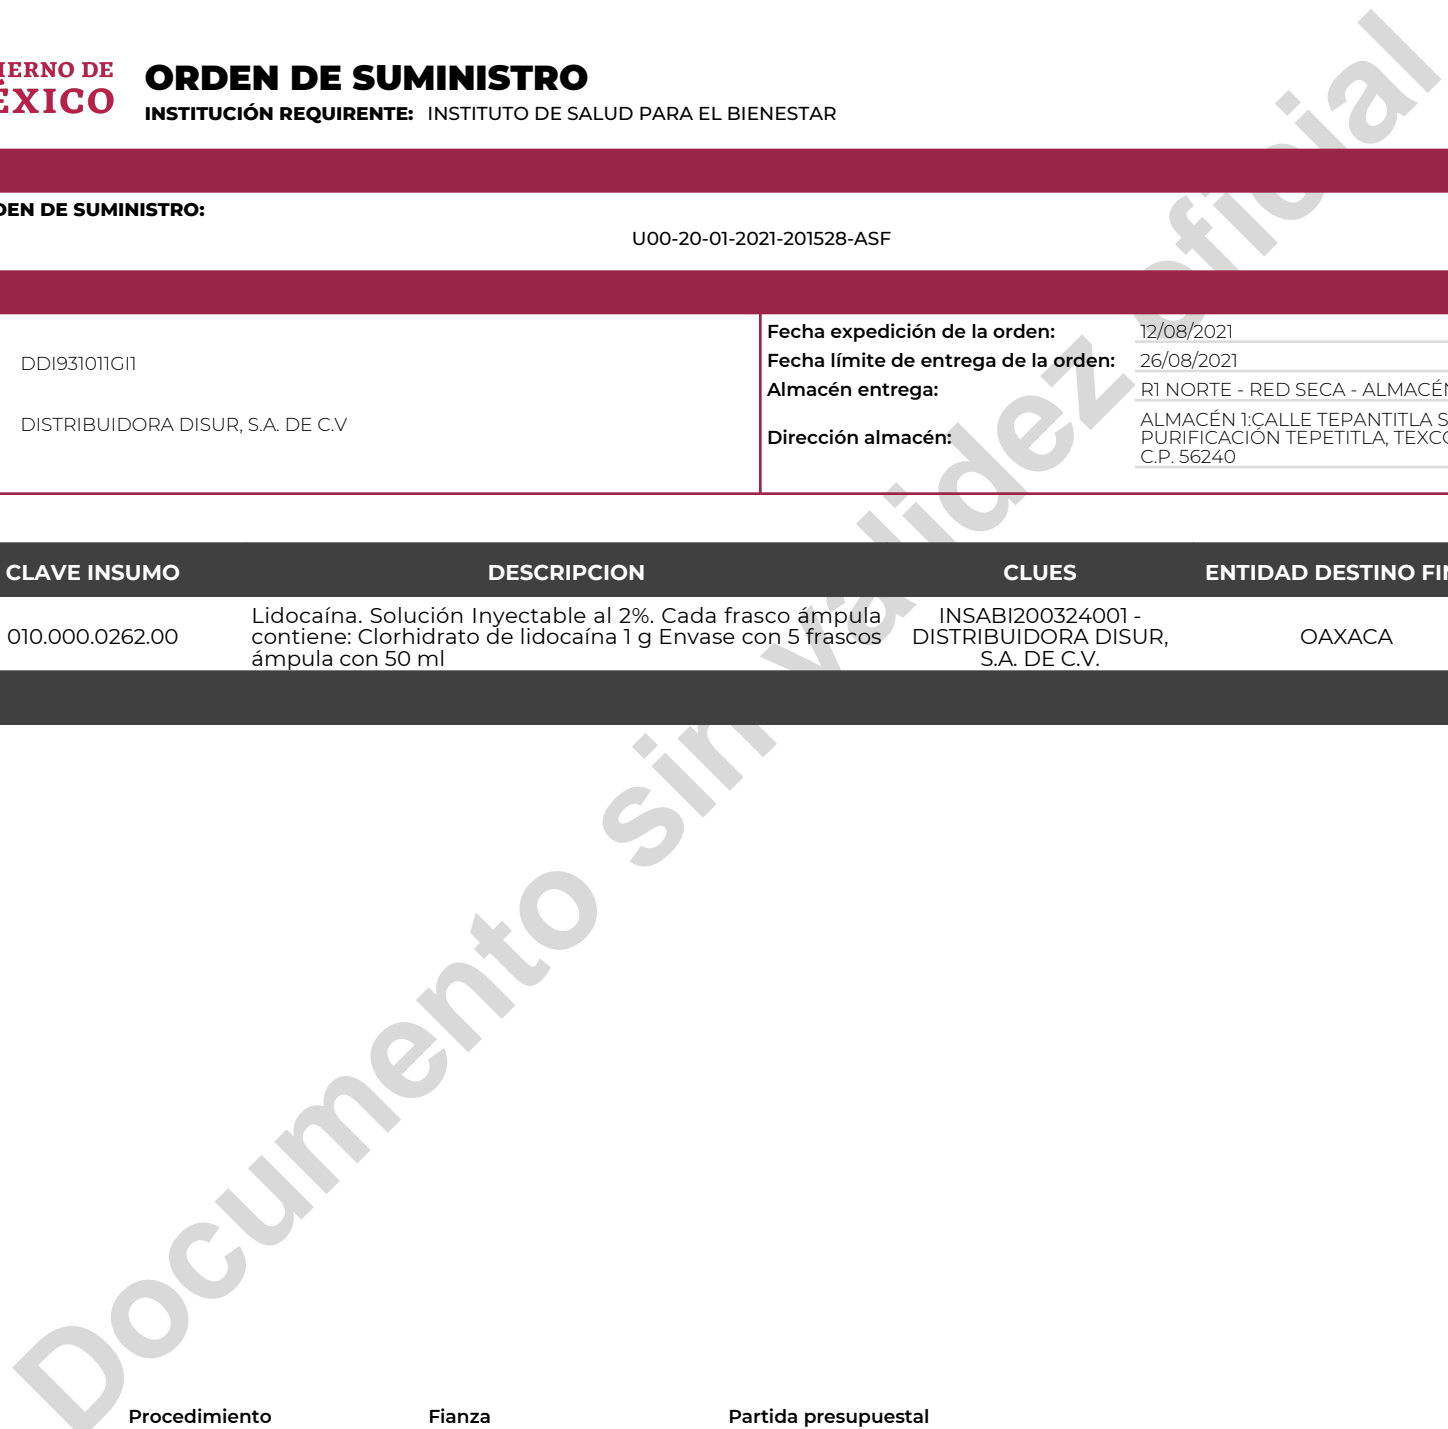 IERNO DE
ÉXICO
ORDEN DE SUMINISTRO
INSTITUCIÓN REQUIRENTE: INSTITUTO DE SALUD PARA EL BIENESTAR
DEN DE SUMINISTRO:
U00-20-01-2021-201528-ASF
DDI931011GI1
DISTRIBUIDORA DISUR, S.A. DE C.V
Fecha expedición de la orden: 12/08/2021
Fecha límite de entrega de la orden: 26/08/2021
Almacén entrega: R1 NORTE - RED SECA - ALMACÉN
Dirección almacén: ALMACÉN 1:CALLE TEPANTITLA S
PURIFICACIÓN TEPETITLA, TEXCO
C.P. 56240
CLAVE INSUMO DESCRIPCION CLUES ENTIDAD DESTINO FIN
010.000.0262.00
Lidocaína. Solución Inyectable al 2%. Cada frasco ámpula
contiene: Clorhidrato de lidocaína 1 g Envase con 5 frascos
ámpula con 50 ml
INSABI200324001 -
DISTRIBUIDORA DISUR,
S.A. DE C.V.
OAXACA
Documento sin validez oficial
Procedimiento Fianza Partida presupuestal